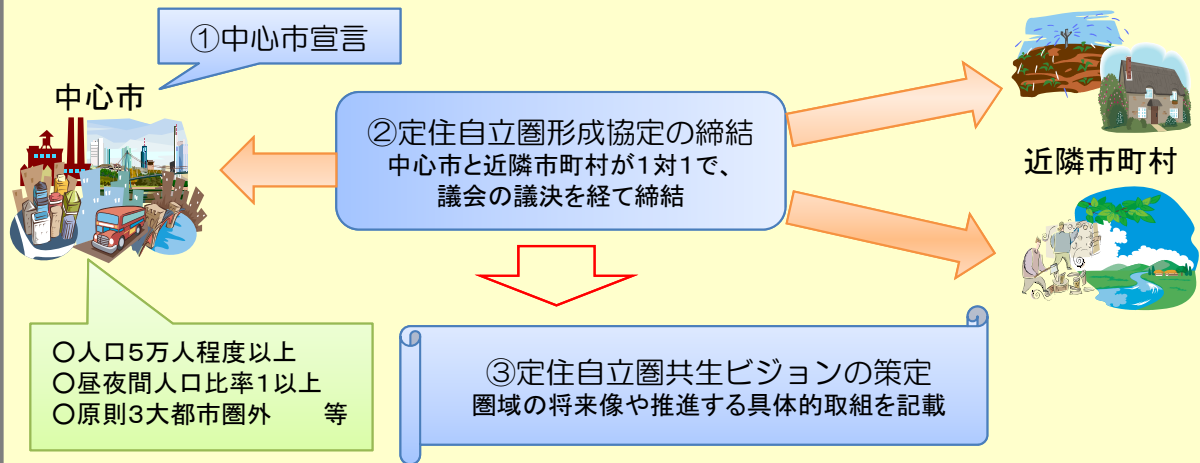 ①中心市宣言
中心市
②定住自立圏形成協定の締結
中心市と近隣市町村が1対1で、
議会の議決を経て締結
近隣市町村
○人口5万人程度以上
○昼夜間人口比率1以上
○原則3大都市圏外　　等
③定住自立圏共生ビジョンの策定
圏域の将来像や推進する具体的取組を記載